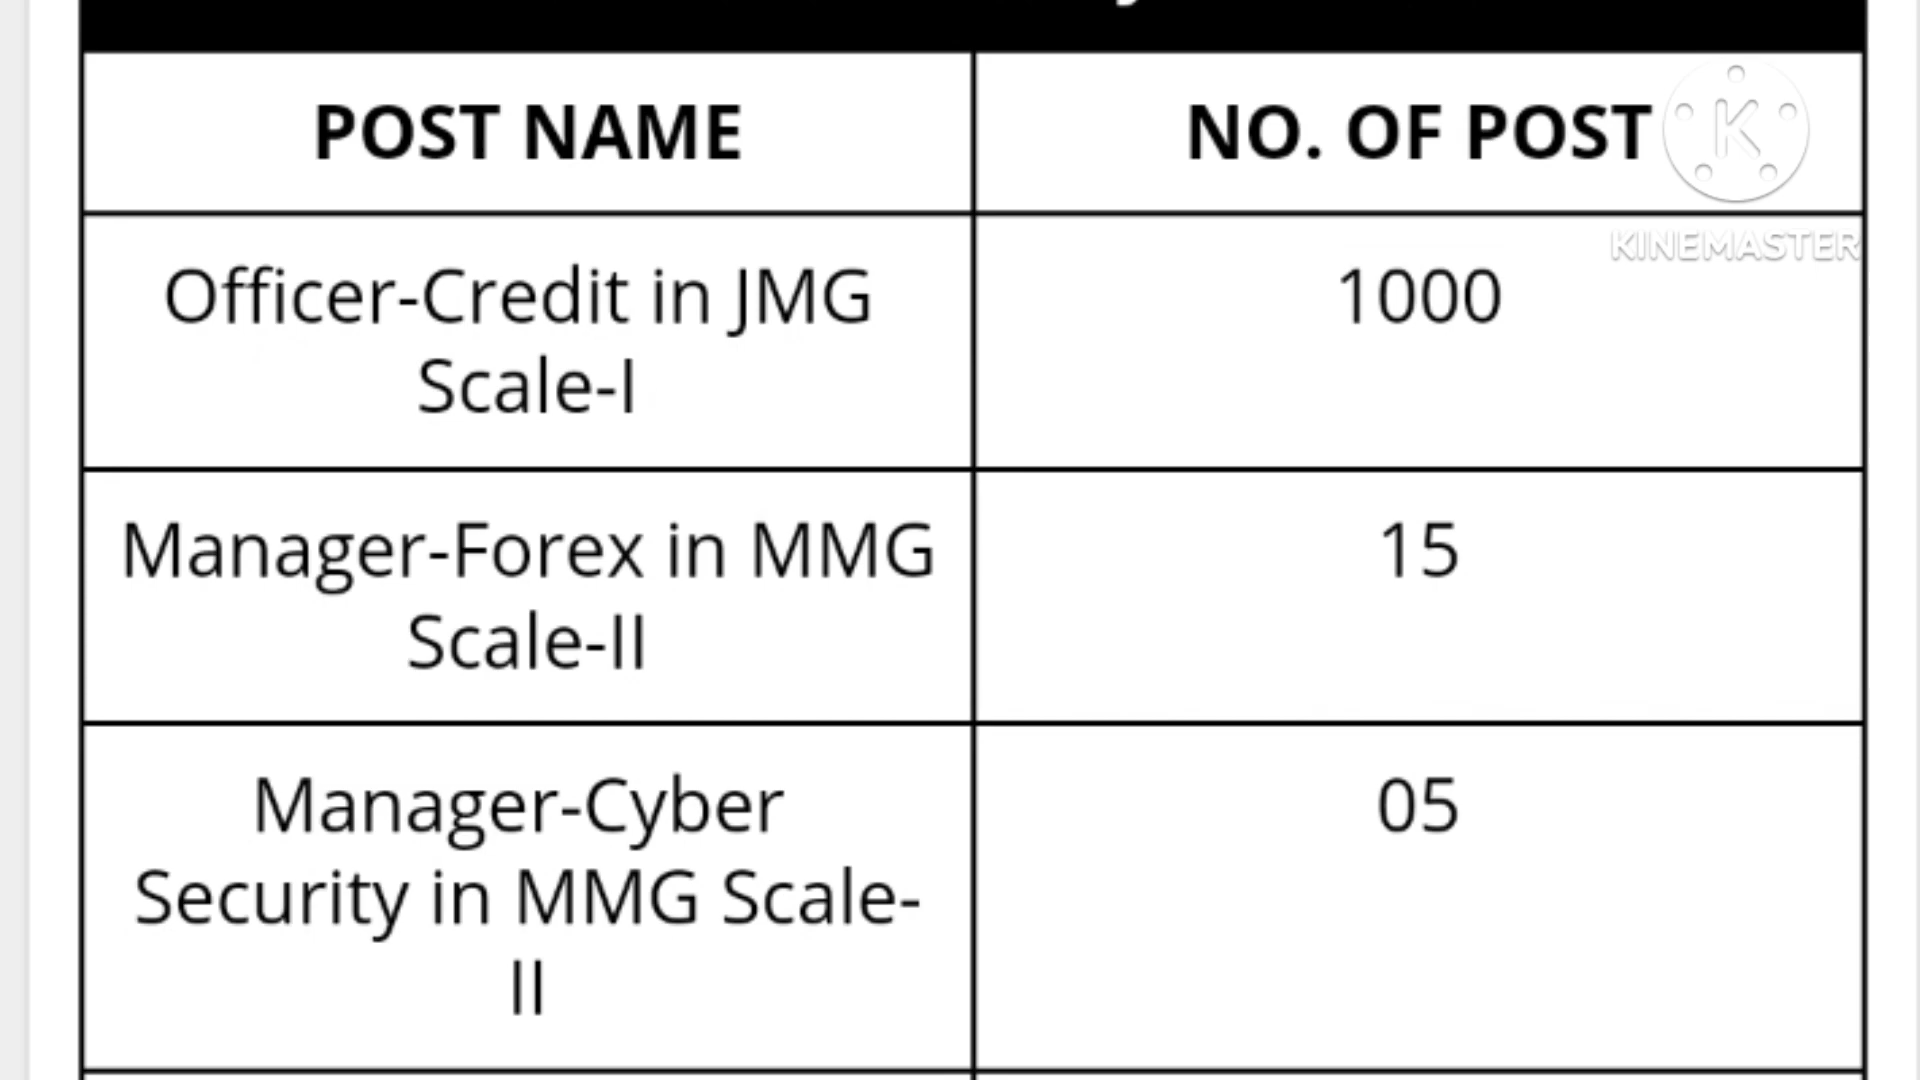 POST NAME
NO. OF POST
KINEMASTER
Officer-Credit in JMG
Scale-I
1000
Manager-Forex in MMG
Scale-II
15
Manager-Cyber
Security in MMG Scale-
II
05